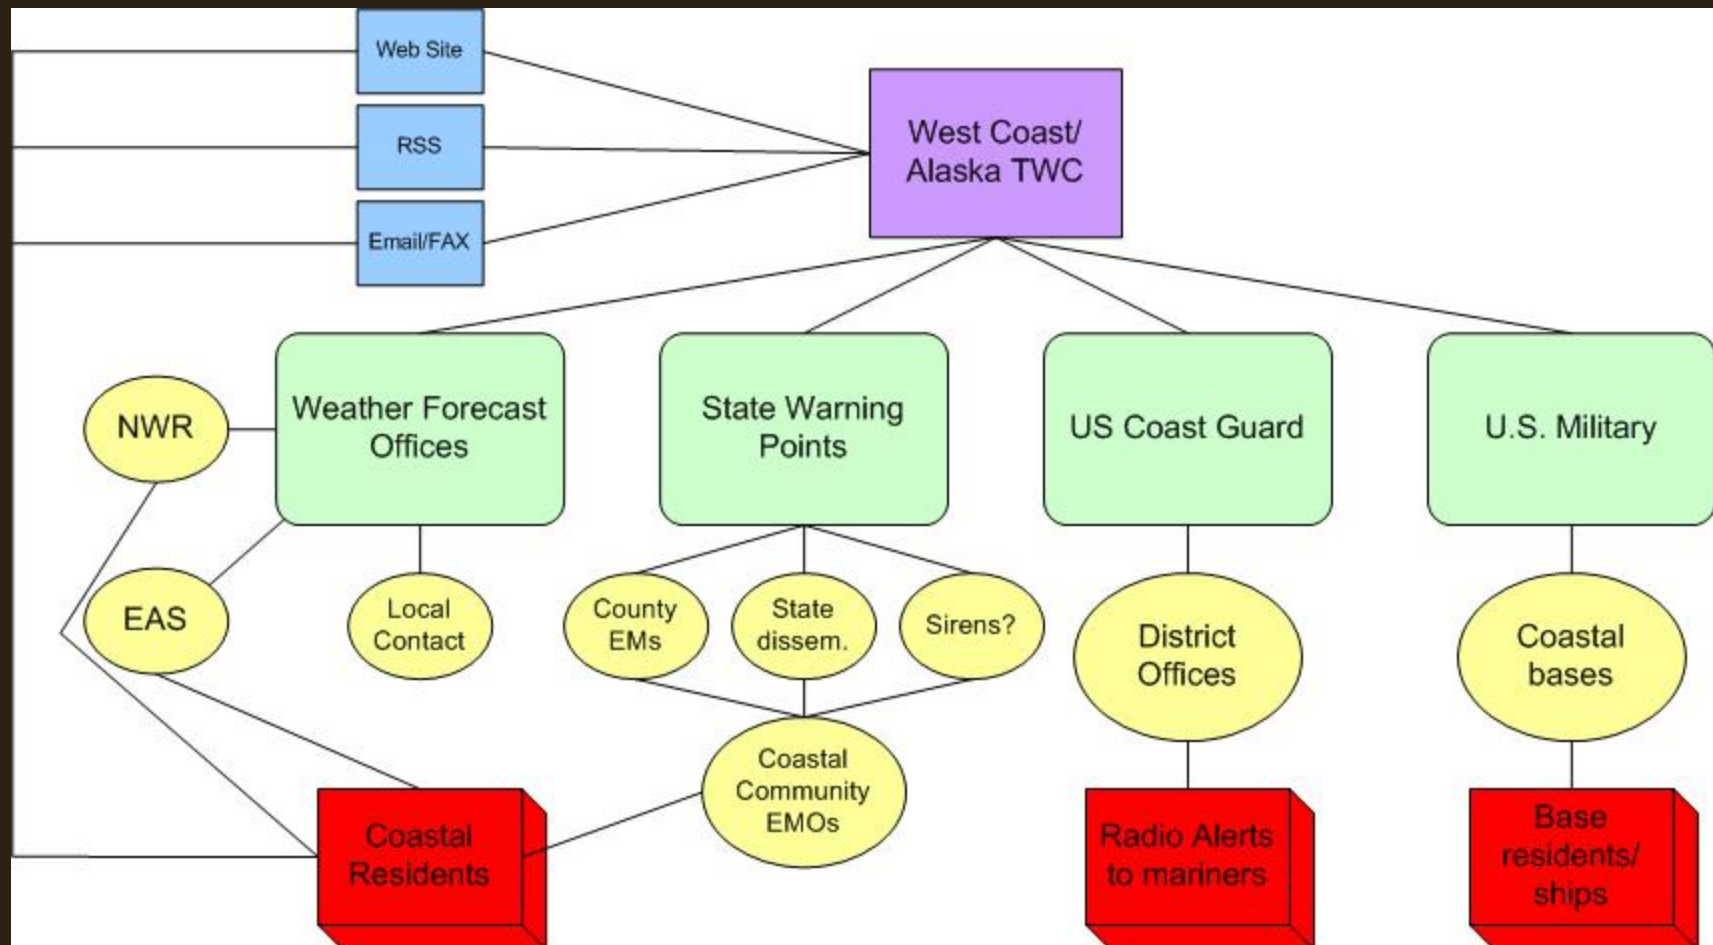 Web Site
RSS
Email/FAX
West Coast/
Alaska TWC
Weather Forecast
Offices
State Warning
Points
US Coast Guard
U.S. Military
NWR
EAS
Local
Contact
County
EMs
State
dissem.
Sirens?
District
Offices
Coastal
bases
Coastal
Community
EMOs
Coastal
Residents
Radio Alerts
to mariners
Base
residents/
ships